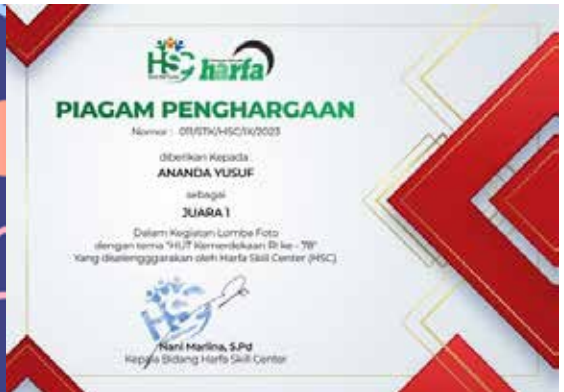 HSC harfa
PIAGAM PENGHARGAAN
Nomor : 011/STK/HSC/IX/2023
diberikan Kepada
ANANDA YUSUF
sebagai
JUARA 1
Dalam Kegiatan Lomba Foto
dengan tema "HUT Kemerdekaan RI ke - 78"
Yang diselengggarakan oleh Harfa Skill Center (HSC)
Nani Marlina, S.Pd
Kepala Bidang Harfa Skill Center